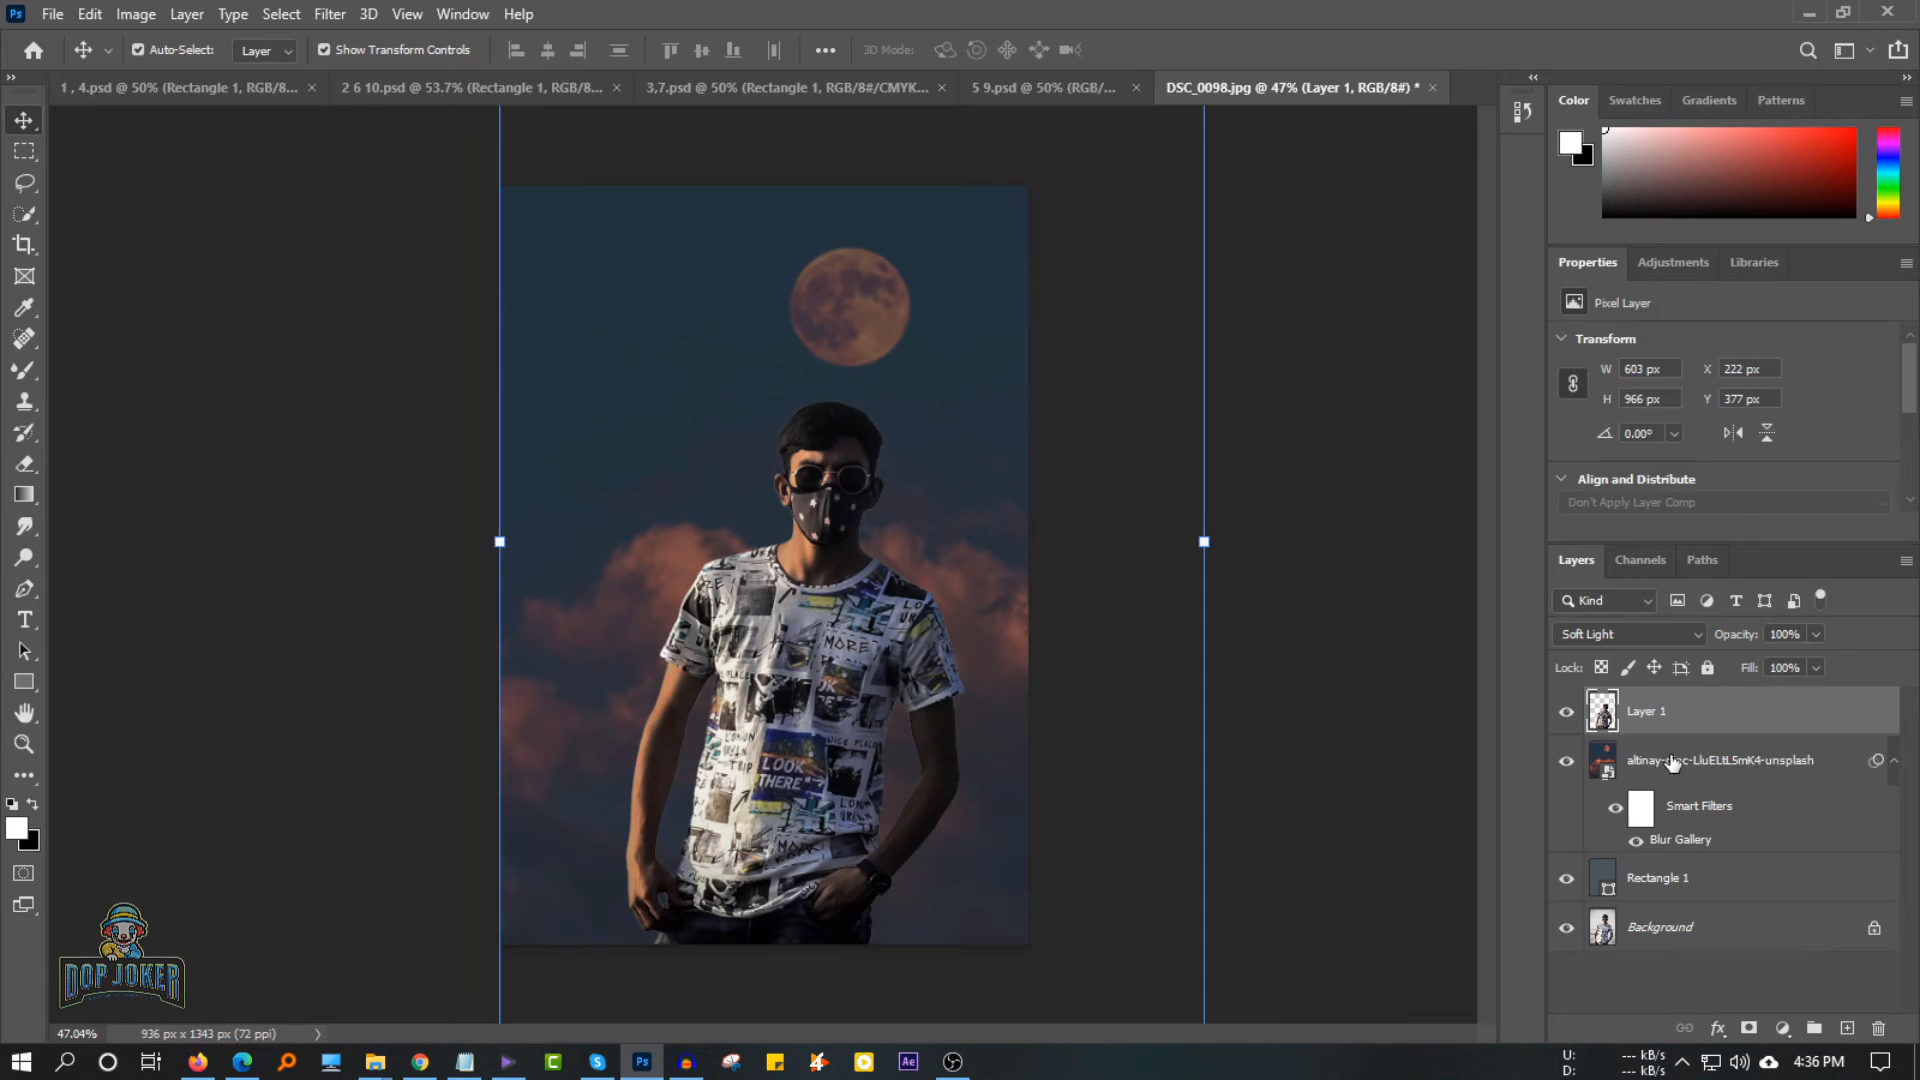 File Edit Image Layer Type Select Filter 3D View Window Help
Auto-Select: Layer Show Transform Controls 3D Mode:
1 , 4.psd @ 50% (Rectangle 1, RGB/8... 2 6 10.psd @ 53.7% (Rectangle 1, RGB/8... 3,7.psd @ 50% (Rectangle 1, RGB/8#/CMYK... 5 9.psd @ 50% (RGB/... DSC_0098.jpg @ 47% (Layer 1, RGB/8#) *
Color Swatches Gradients Patterns
Properties Adjustments Libraries
Pixel Layer
Transform
W 603 px X 222 px
H 966 px Y 377 px
0.00°
Align and Distribute
Don't Apply Layer Comp
Layers Channels Paths
Kind
Soft Light Opacity: 100%
Lock: Fill: 100%
Layer 1
LluELtL5mK4-unsplash
Smart Filters
Blur Gallery
Rectangle 1
Background
MORE
LOOK
THERE
DOP JOKER
47.04% 936 px x 1343 px (72 ppi)
U: --- kB/s
D: --- kB/s
4:36 PM